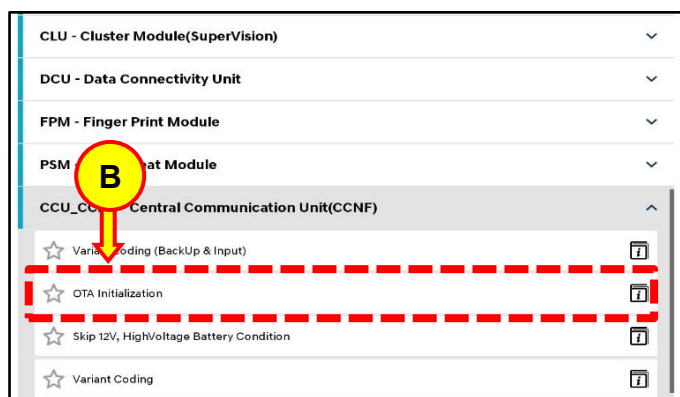 CLU - Cluster Module(SuperVision)
DCU - Data Connectivity Unit
FPM - Finger Print Module
PSM eat Module
B
CCU_CC Central Communication Unit(CCNF)
Varia oding (BackUp & Input)
OTA Initialization
Skip 12V, HighVoltage Battery Condition
Variant Coding